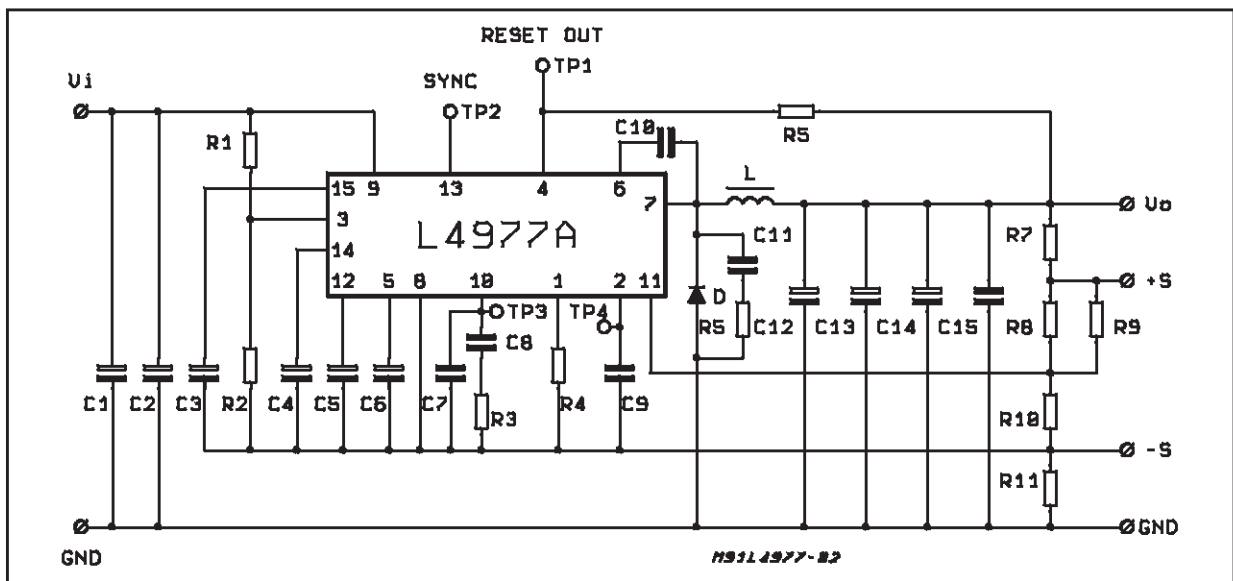 RESET OUT
TP1
Vi
SYNC
TP2
C10
R5
R1
15 9 13 4 6
7
L
Vo
3
L4977A
14
C11
R7
12 5 8 10 1 2 11
+S
TP3
TP4
D
R5
C12
C13
C14
C15
R8
R9
C8
C1
C2
C3
R2
C4
C5
C6
C7
R3
R4
C9
R10
-S
R11
GND
GND
M91L4977-02